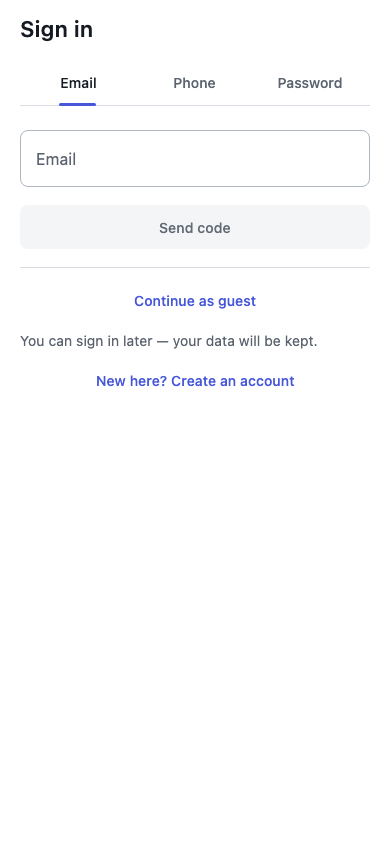 Sign in
Email Phone Password
Email
Send code
Continue as guest
You can sign in later — your data will be kept.
New here? Create an account